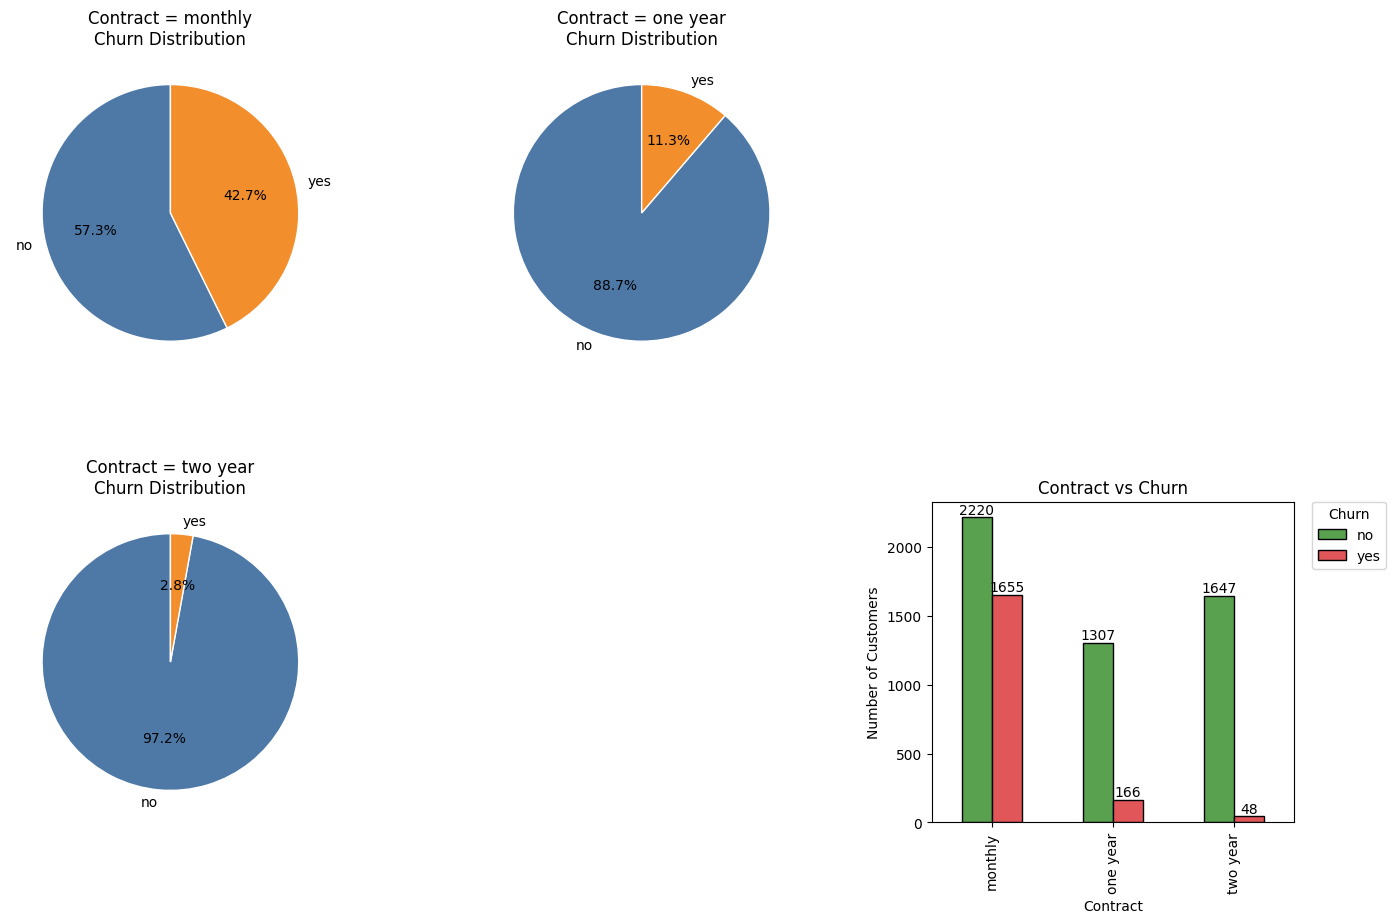 Contract = monthly
Churn Distribution
yes
42.7%
57.3%
no
Contract = one year
Churn Distribution
yes
11.3%
88.7%
no
Contract = two year
Churn Distribution
yes
2.8%
97.2%
no
Contract vs Churn
Number of Customers
2000
1500
1000
500
0
2220
1655
1307
166
1647
48
monthly
one year
two year
Contract
Churn
no
yes